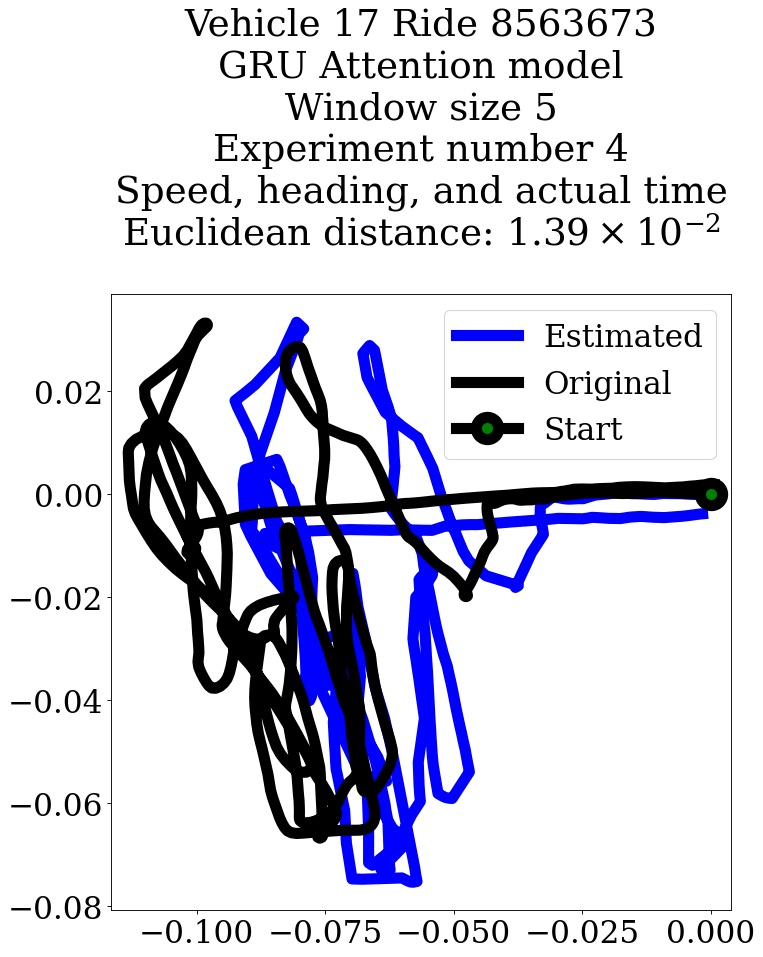 Vehicle 17 Ride 8563673
GRU Attention model
Window size 5
Experiment number 4
Speed, heading, and actual time
Euclidean distance: 1.39 × 10⁻²
Estimated
Original
Start
0.02
0.00
−0.02
−0.04
−0.06
−0.08
−0.100 −0.075 −0.050 −0.025 0.000